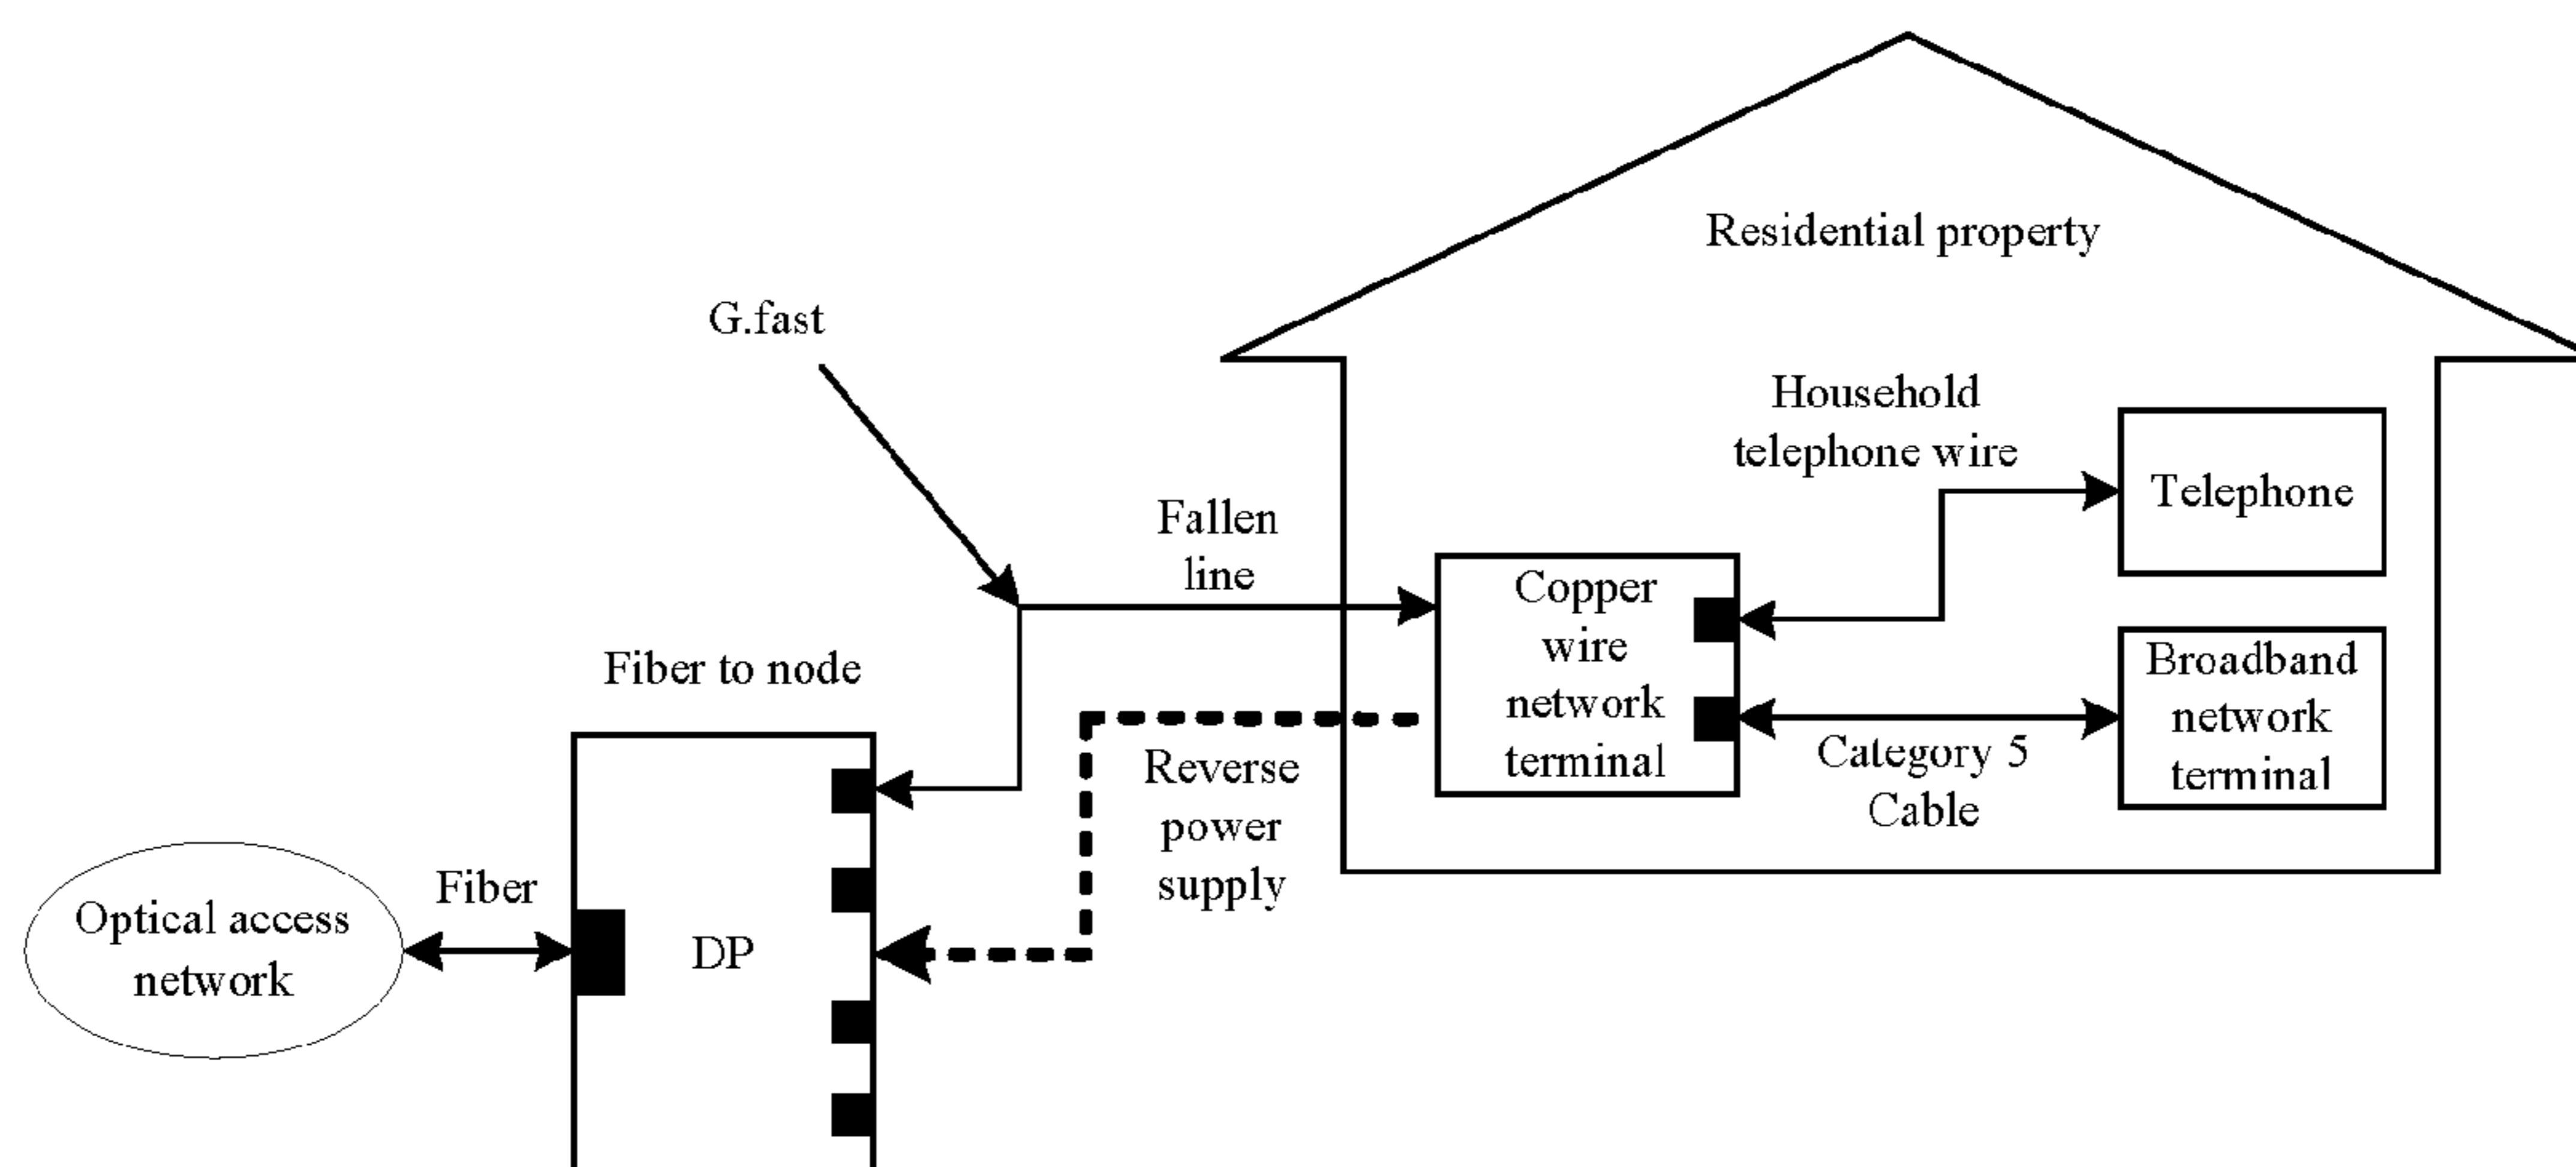 Residential property
G.fast
Household
telephone wire
Telephone
Fallen
line
Copper
wire
network
terminal
Broadband
network
terminal
Category 5
Cable
Fiber to node
Reverse
power
supply
Fiber
Optical access
network
DP